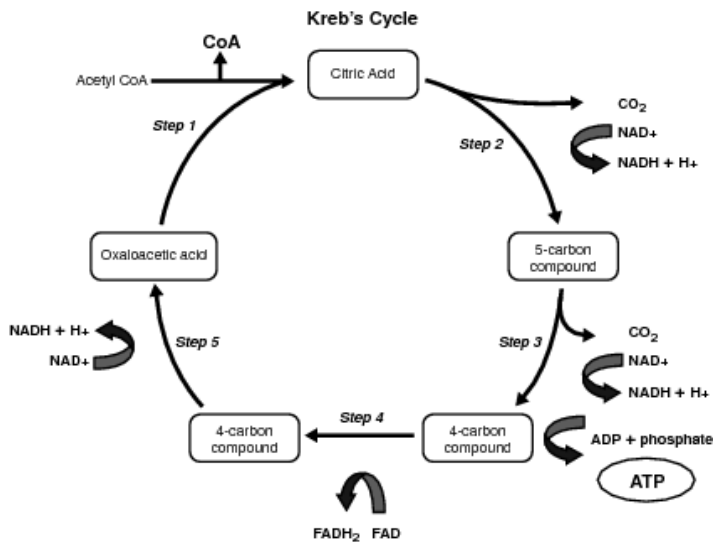 Kreb's Cycle
CoA
Acetyl CoA
Citric Acid
Step 1
Step 2
CO₂
NAD+
NADH + H+
Oxaloacetic acid
5-carbon
compound
NADH + H+
NAD+
Step 5
Step 3
CO₂
NAD+
NADH + H+
4-carbon
compound
Step 4
4-carbon
compound
ADP + phosphate
ATP
FADH₂ FAD